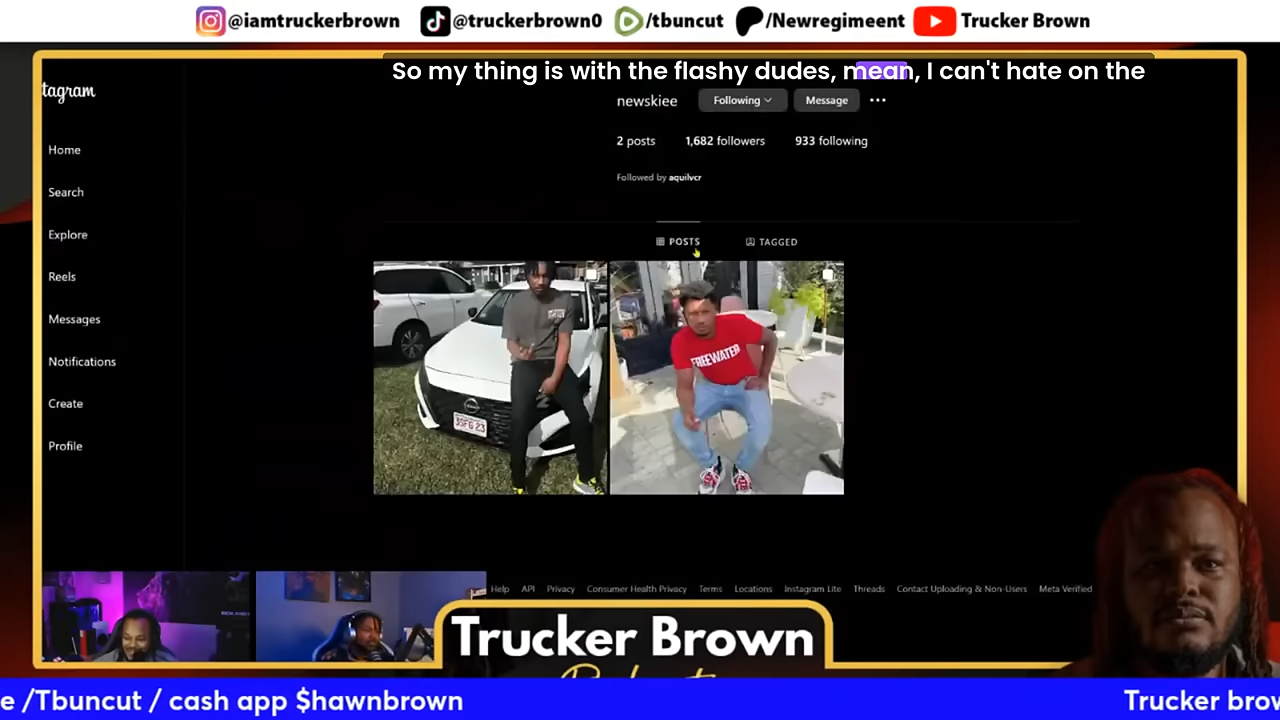 @iamtruckerbrown @truckerbrown0 /tbuncut /Newregimeent Trucker Brown
So my thing is with the flashy dudes, mean, I can't hate on the
tagram
newskiee Following Message
2 posts 1,682 followers 933 following
Followed by aquilvcr
Home
Search
Explore
Reels
Messages
Notifications
Create
Profile
POSTS TAGGED
FREEWATER
Help API Privacy Consumer Health Privacy Terms Locations Instagram Lite Threads Contact Uploading & Non-Users Meta Verified
Trucker Brown
e /Tbuncut / cash app $hawnbrown Trucker brow